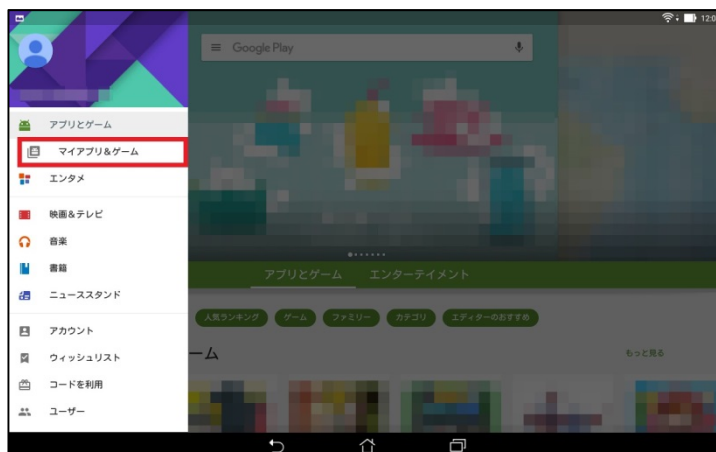 12:0
Google Play
アプリとゲーム
マイアプリ&ゲーム
エンタメ
映画&テレビ
音楽
書籍
ニューススタンド
アカウント
ウィッシュリスト
コードを利用
ユーザー
アプリとゲーム エンターテイメント
人気ランキング ゲーム ファミリー カテゴリ エディターのおすすめ
ーム もっと見る